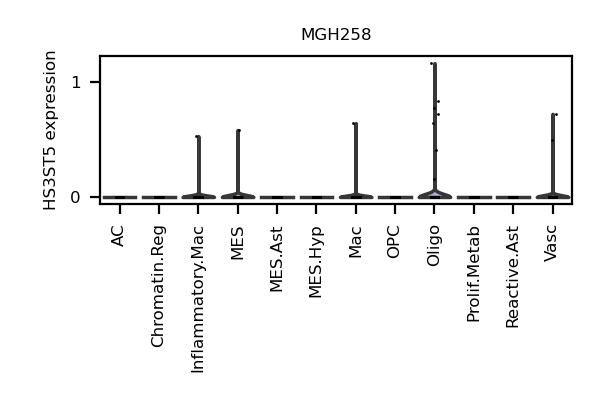 MGH258
HS3ST5 expression
1
0
AC
Chromatin.Reg
Inflammatory.Mac
MES
MES.Ast
MES.Hyp
Mac
OPC
Oligo
Prolif.Metab
Reactive.Ast
Vasc